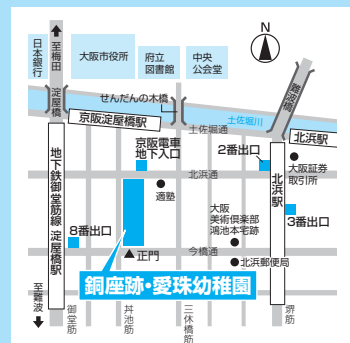 日本銀行
至梅田
淀屋橋
大阪市役所
府立
図書館
中央
公会堂
N
せんだんの木橋
難波橋
土佐堀川
京阪淀屋橋駅
土佐堀通
北浜駅
京阪電車
地下入口
2番出口
北浜通
大阪証券
取引所
地下鉄御堂筋線 淀屋橋駅
適塾
北浜駅
8番出口
大阪
美術倶楽部
鴻池本宅跡
3番出口
正門
今橋通
北浜郵便局
銅座跡・愛珠幼稚園
至難波
御堂筋
丼池筋
三休橋筋
堺筋